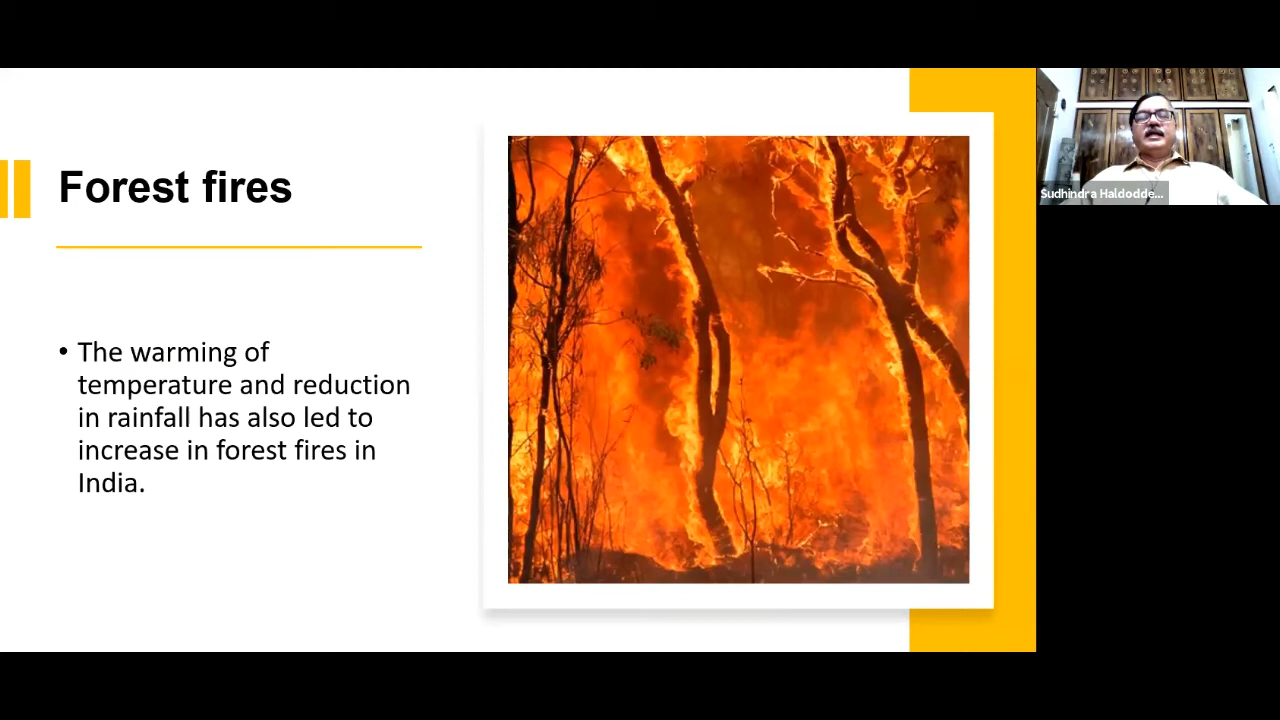 Forest fires
• The warming of
temperature and reduction
in rainfall has also led to
increase in forest fires in
India.
Sudhindra Haldodde...